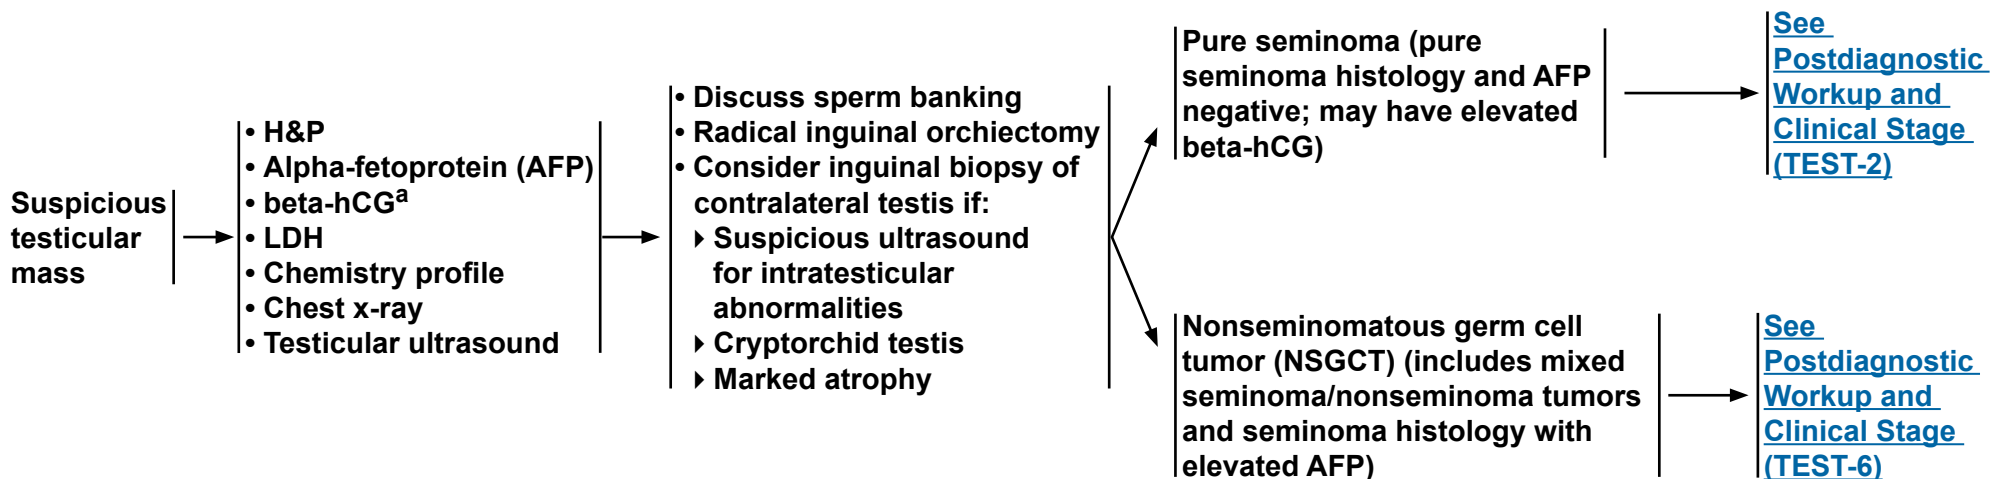 Suspicious
testicular
mass
• H&P
• Alpha-fetoprotein (AFP)
• beta-hCGa
• LDH
• Chemistry profile
• Chest x-ray
• Testicular ultrasound
• Discuss sperm banking
• Radical inguinal orchiectomy
• Consider inguinal biopsy of
contralateral testis if:
Suspicious ultrasound
for intratesticular
abnormalities
Cryptorchid testis
Marked atrophy
Pure seminoma (pure
seminoma histology and AFP
negative; may have elevated
beta-hCG)
See
Postdiagnostic
Workup and
Clinical Stage
(TEST-2)
Nonseminomatous germ cell
tumor (NSGCT) (includes mixed
seminoma/nonseminoma tumors
and seminoma histology with
elevated AFP)
See
Postdiagnostic
Workup and
Clinical Stage
(TEST-6)